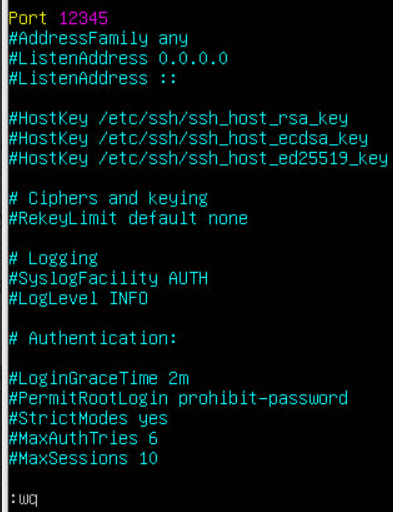 Port 12345
#AddressFamily any
#ListenAddress 0.0.0.0
#ListenAddress ::
#HostKey /etc/ssh/ssh_host_rsa_key
#HostKey /etc/ssh/ssh_host_ecdsa_key
#HostKey /etc/ssh/ssh_host_ed25519_key
# Ciphers and keying
#RekeyLimit default none
# Logging
#SyslogFacility AUTH
#LogLevel INFO
# Authentication:
#LoginGraceTime 2m
#PermitRootLogin prohibit-password
#StrictModes yes
#MaxAuthTries 6
#MaxSessions 10
:wq